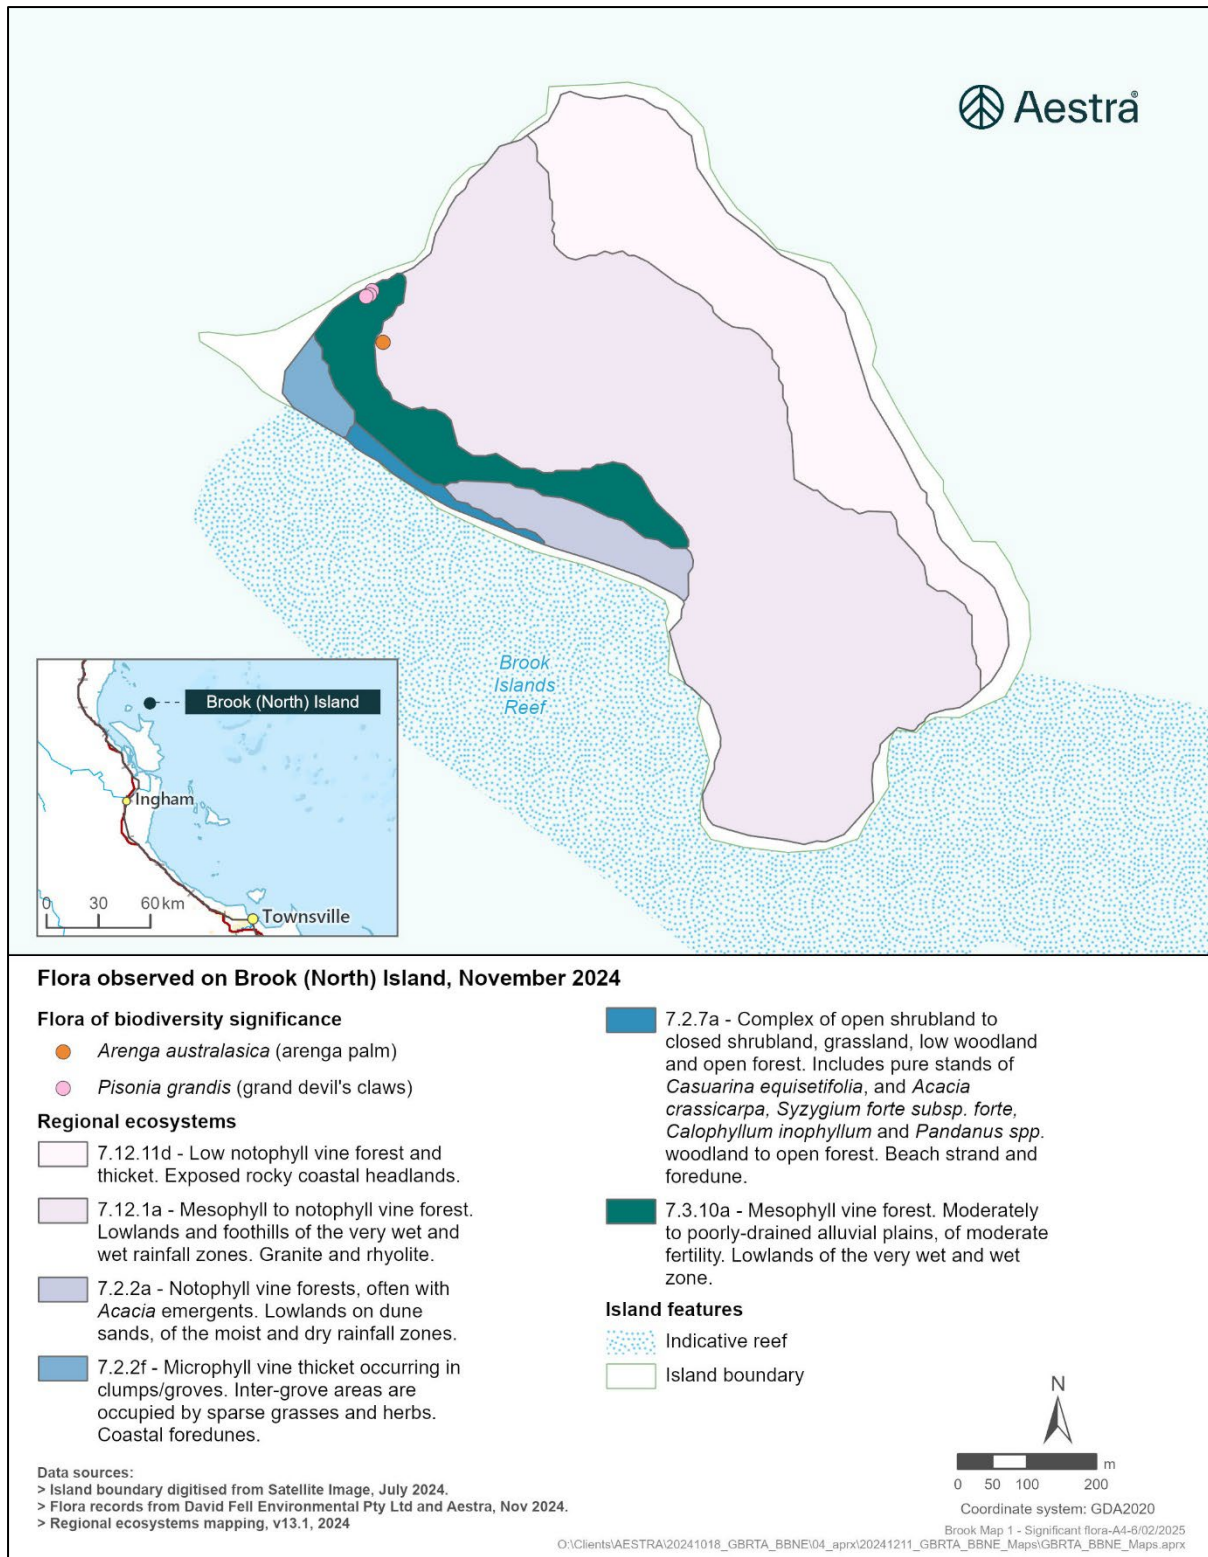 Aestra®
Brook
Islands
Reef
Brook (North) Island
Ingham
0 30 60 km
Townsville
Flora observed on Brook (North) Island, November 2024
Flora of biodiversity significance
Arenga australasica (arenga palm)
Pisonia grandis (grand devil's claws)
Regional ecosystems
7.12.11d - Low notophyll vine forest and
thicket. Exposed rocky coastal headlands.
7.12.1a - Mesophyll to notophyll vine forest.
Lowlands and foothills of the very wet and
wet rainfall zones. Granite and rhyolite.
7.2.2a - Notophyll vine forests, often with
Acacia emergents. Lowlands on dune
sands, of the moist and dry rainfall zones.
7.2.2f - Microphyll vine thicket occurring in
clumps/groves. Inter-grove areas are
occupied by sparse grasses and herbs.
Coastal foredunes.
7.2.7a - Complex of open shrubland to
closed shrubland, grassland, low woodland
and open forest. Includes pure stands of
Casuarina equisetifolia, and Acacia
crassicarpa, Syzygium forte subsp. forte,
Calophyllum inophyllum and Pandanus spp.
woodland to open forest. Beach strand and
foredune.
7.3.10a - Mesophyll vine forest. Moderately
to poorly-drained alluvial plains, of moderate
fertility. Lowlands of the very wet and wet
zone.
Island features
Indicative reef
Island boundary
N
m
0 50 100 200
Coordinate system: GDA2020
Data sources:
> Island boundary digitised from Satellite Image, July 2024.
> Flora records from David Fell Environmental Pty Ltd and Aestra, Nov 2024.
> Regional ecosystems mapping, v13.1, 2024
Brook Map 1 - Significant flora-A4-6/02/2025
O:\Clients\AESTRA\20241018_GBRTA_BBNE\04_aprx\20241211_GBRTA_BBNE_Maps\GBRTA_BBNE_Maps.aprx